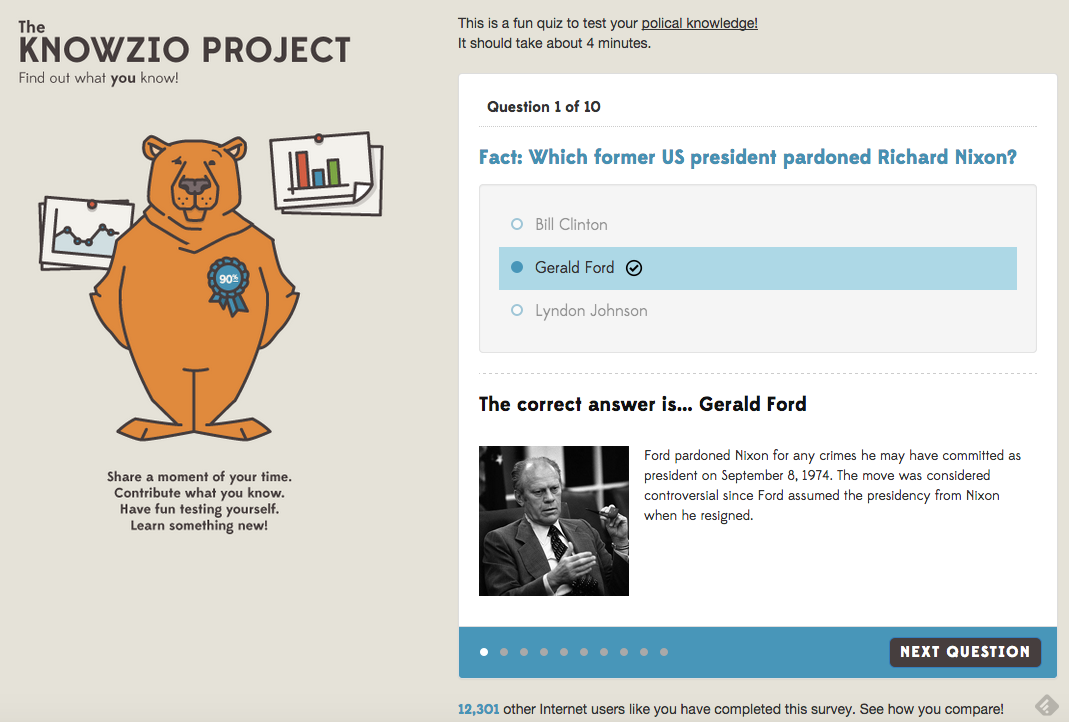 The
KNOWZIO PROJECT
Find out what you know!
90%
Share a moment of your time.
Contribute what you know.
Have fun testing yourself.
Learn something new!
This is a fun quiz to test your polical knowledge!
It should take about 4 minutes.
Question 1 of 10
Fact: Which former US president pardoned Richard Nixon?
Bill Clinton
Gerald Ford
Lyndon Johnson
The correct answer is... Gerald Ford
Ford pardoned Nixon for any crimes he may have committed as
president on September 8, 1974. The move was considered
controversial since Ford assumed the presidency from Nixon
when he resigned.
NEXT QUESTION
12,301 other Internet users like you have completed this survey. See how you compare!